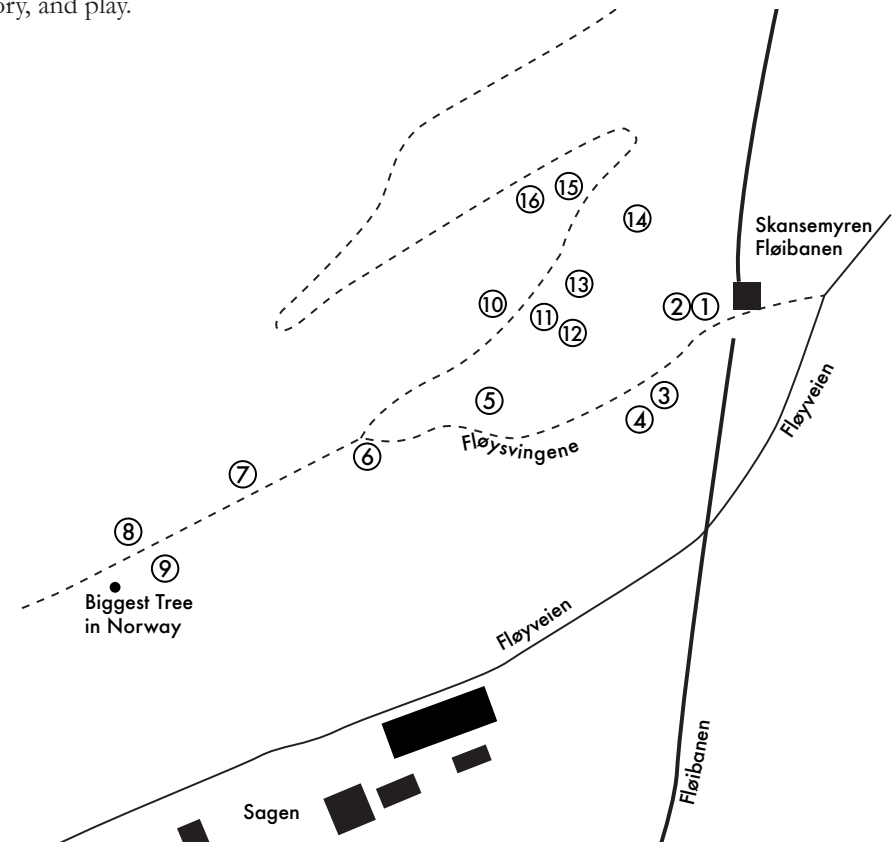 ory, and play.
16
15
14
Skansemyren
Fløibanen
13
10
2
1
11
12
Fløyveien
3
5
4
Fløysvingene
6
7
8
9
Biggest Tree
in Norway
Fløyveien
Fløibanen
Sagen